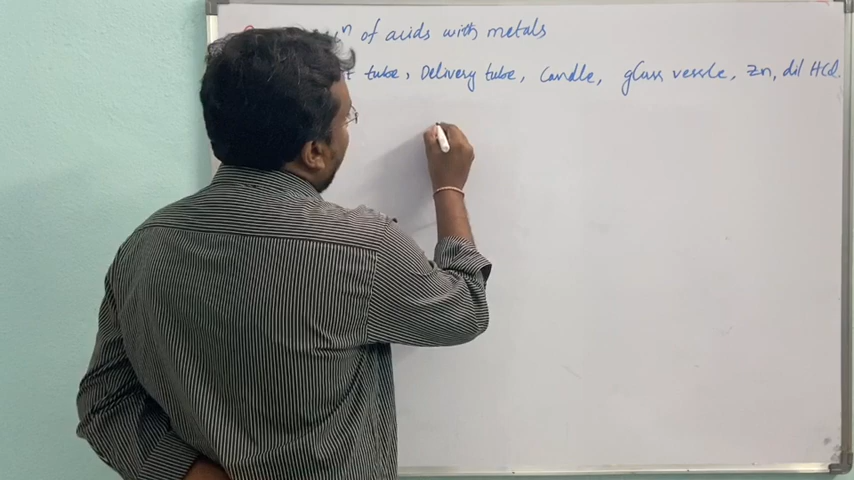 of acids with metals
tube, Delivery tube, Candle, glass vessle, Zn, dil HCl.